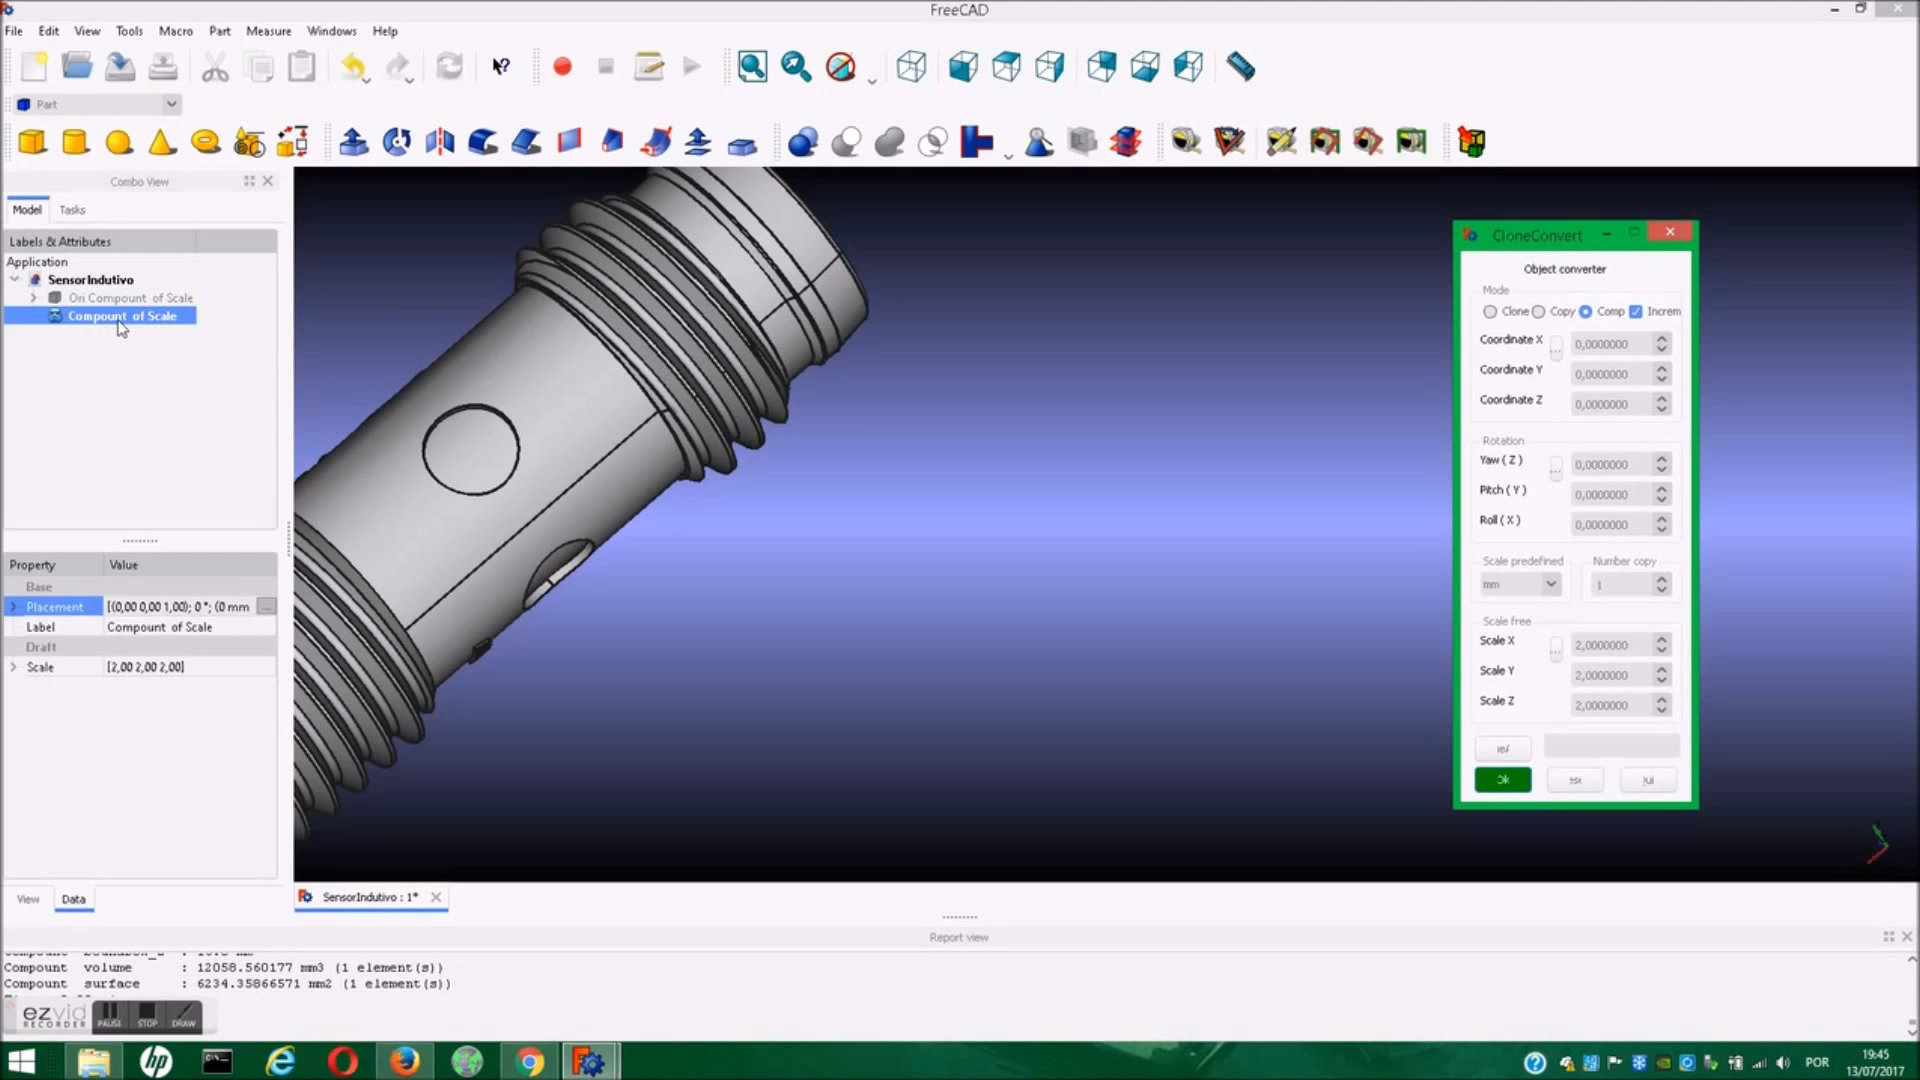 FreeCAD
File Edit View Tools Macro Part Measure Windows Help
Part
Combo View
Model Tasks
Labels & Attributes
Application
SensorIndutivo
Ori Compount of Scale
Compount of Scale
Property Value
Base
Placement [(0,00 0,00 1,00); 0 °; (0 mm ...
Label Compount of Scale
Draft
Scale [2,00 2,00 2,00]
View Data
CloneConvert
Object converter
Mode
Clone Copy Comp Increm
Coordinate X ... 0,0000000
Coordinate Y 0,0000000
Coordinate Z 0,0000000
Rotation
Yaw ( Z ) ... 0,0000000
Pitch ( Y ) 0,0000000
Roll ( X ) 0,0000000
Scale predefined Number copy
mm 1
Scale free
Scale X ... 2,0000000
Scale Y 2,0000000
Scale Z 2,0000000
SensorIndutivo : 1*
Report view
Compound volume : 12058.560177 mm3 (1 element(s))
Compound surface : 6234.35866571 mm2 (1 element(s))
ezvid
RECORDER
PAUSE STOP DRAW
hp
POR
19:45
13/07/2017